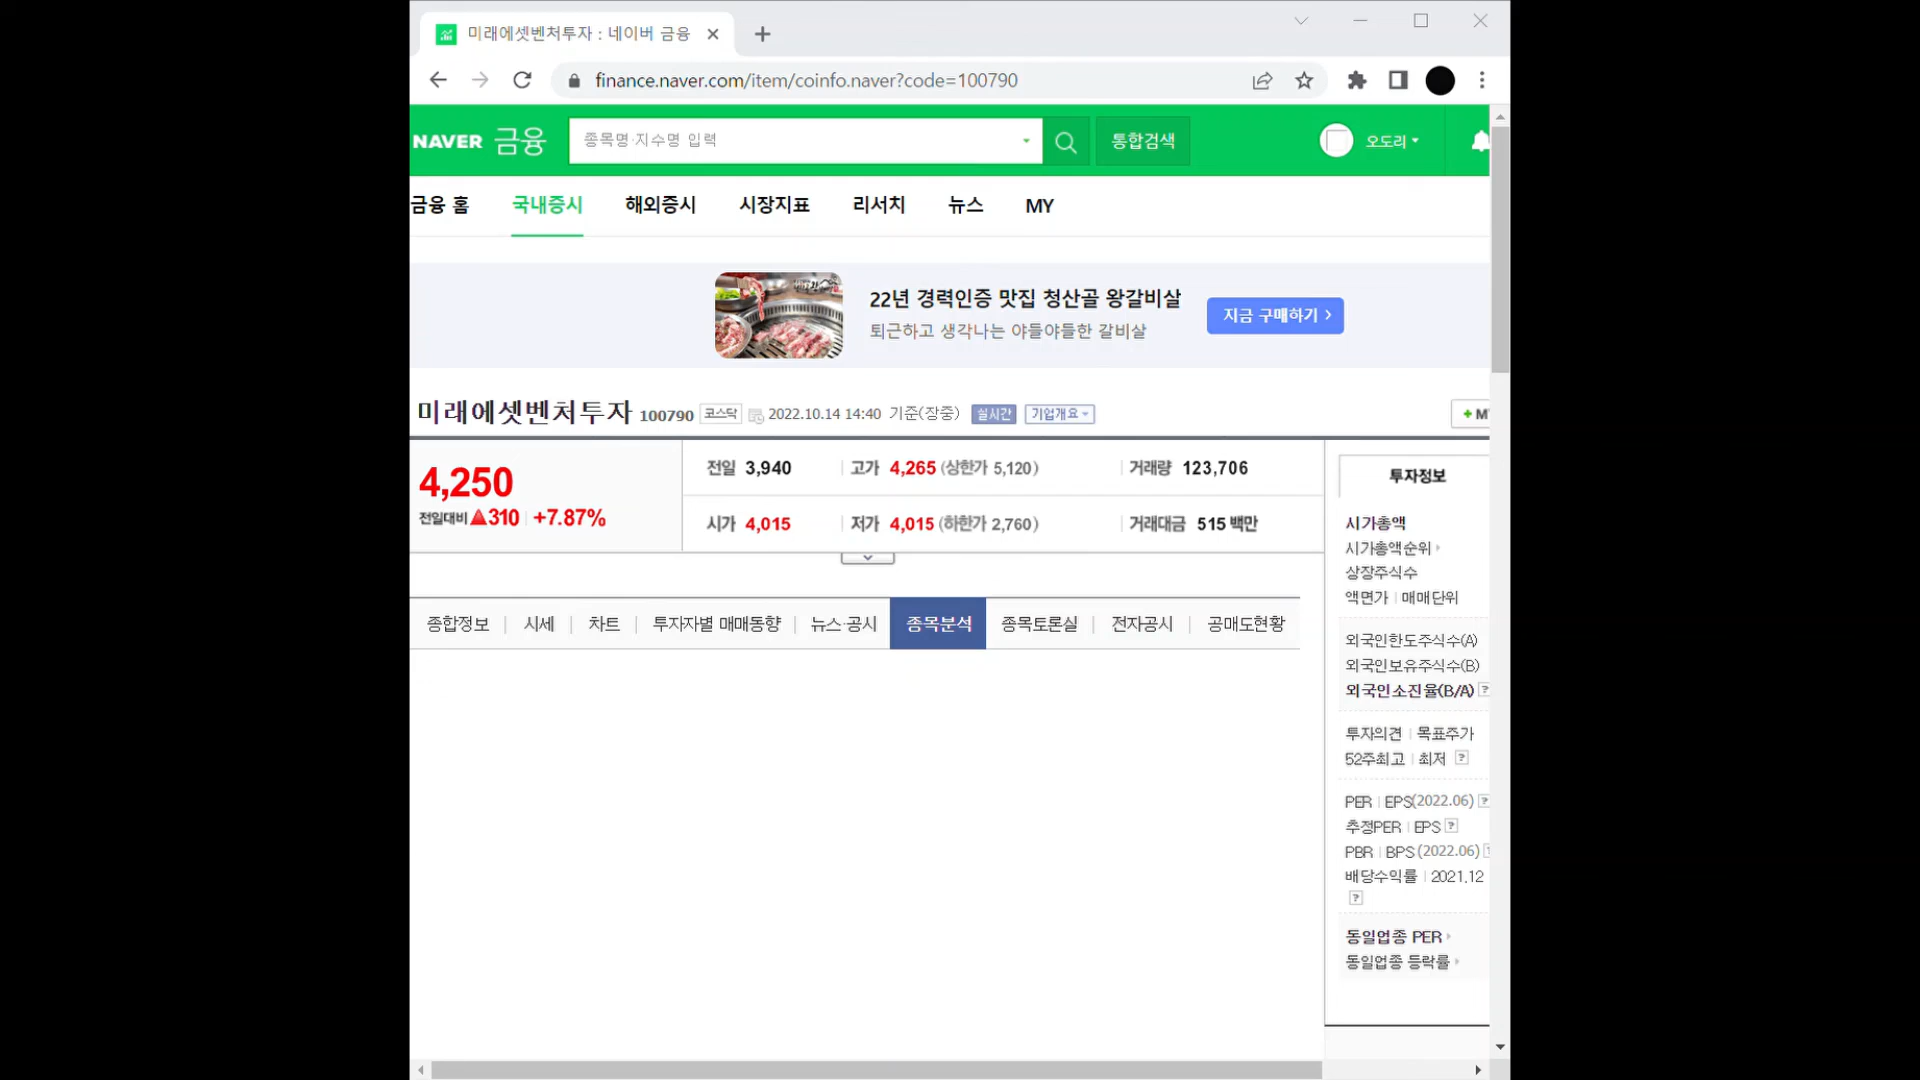 미래에셋벤처투자 : 네이버 금융
finance.naver.com/item/coinfo.naver?code=100790
NAVER 금융
종목명·지수명 입력
통합검색
오도리
금융 홈 국내증시 해외증시 시장지표 리서치 뉴스 MY
22년 경력인증 맛집 청산골 왕갈비살
퇴근하고 생각나는 야들야들한 갈비살
지금 구매하기 >
미래에셋벤처투자 100790 코스닥 2022.10.14 14:40 기준(장중) 실시간 기업개요
+ M
4,250
전일대비 ▲310 +7.87%
전일 3,940 고가 4,265 (상한가 5,120) 거래량 123,706
시가 4,015 저가 4,015 (하한가 2,760) 거래대금 515 백만
종합정보 시세 차트 투자자별 매매동향 뉴스·공시 종목분석 종목토론실 전자공시 공매도현황
투자정보
시가총액
시가총액순위
상장주식수
액면가 매매단위
외국인한도주식수(A)
외국인보유주식수(B)
외국인소진율(B/A) ?
투자의견 목표주가
52주최고 최저 ?
PER EPS(2022.06) ?
추정PER EPS ?
PBR BPS (2022.06)
배당수익률 2021.12
?
동일업종 PER
동일업종 등락률